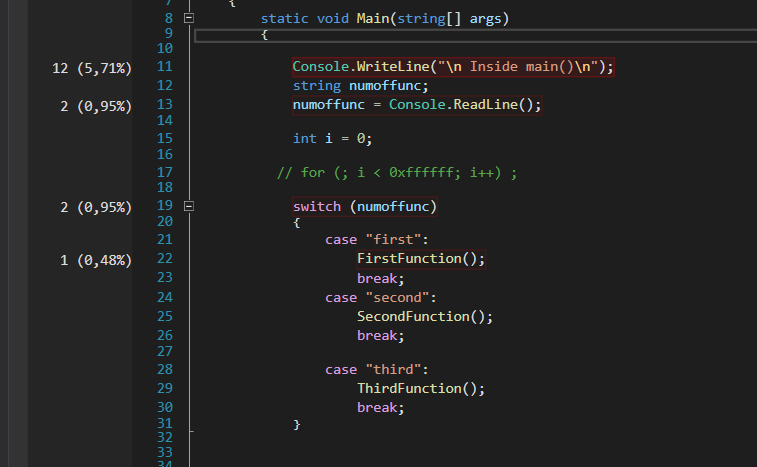 7 {
8 static void Main(string[] args)
9 {
10
12 (5,71%) 11 Console.WriteLine("\n Inside main()\n");
12 string numoffunc;
2 (0,95%) 13 numoffunc = Console.ReadLine();
14
15 int i = 0;
16
17 // for (; i < 0xffffff; i++) ;
18
2 (0,95%) 19 switch (numoffunc)
20 {
21 case "first":
1 (0,48%) 22 FirstFunction();
23 break;
24 case "second":
25 SecondFunction();
26 break;
27
28 case "third":
29 ThirdFunction();
30 break;
31 }
32
33
34